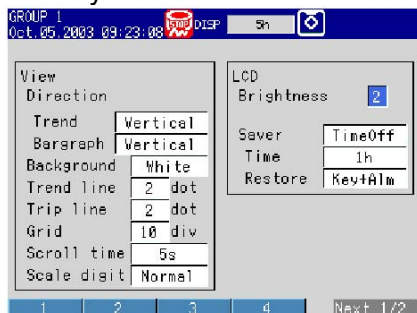 GROUP 1
Oct.05.2003 09:23:08 STOP DISP 5h
View
Direction
Trend Vertical
Bargraph Vertical
Background White
Trend line 2 dot
Trip line 2 dot
Grid 10 div
Scroll time 5s
Scale digit Normal
LCD
Brightness 2
Saver TimeOff
Time 1h
Restore Key+Alm
1 2 3 4 Next 1/2